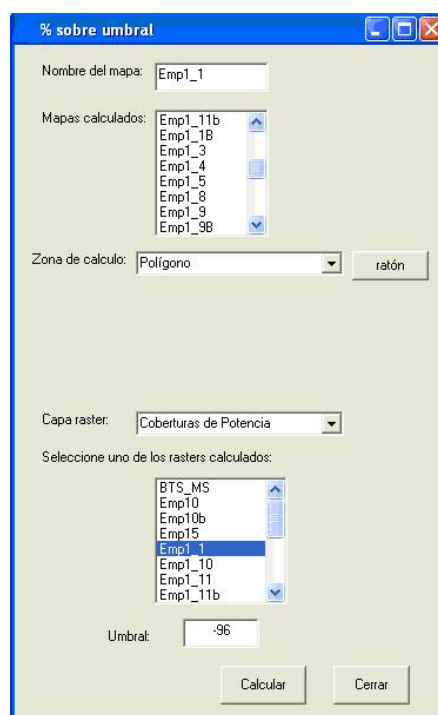 % sobre umbral
Nombre del mapa: Emp1_1
Mapas calculados:
Emp1_11b
Emp1_1B
Emp1_3
Emp1_4
Emp1_5
Emp1_8
Emp1_9
Emp1_9B
Zona de calculo: Polígono ratón
Capa raster: Coberturas de Potencia
Seleccione uno de los rasters calculados:
BTS_MS
Emp10
Emp10b
Emp15
Emp1_1
Emp1_10
Emp1_11
Emp1_11b
Umbral: -96
Calcular Cerrar